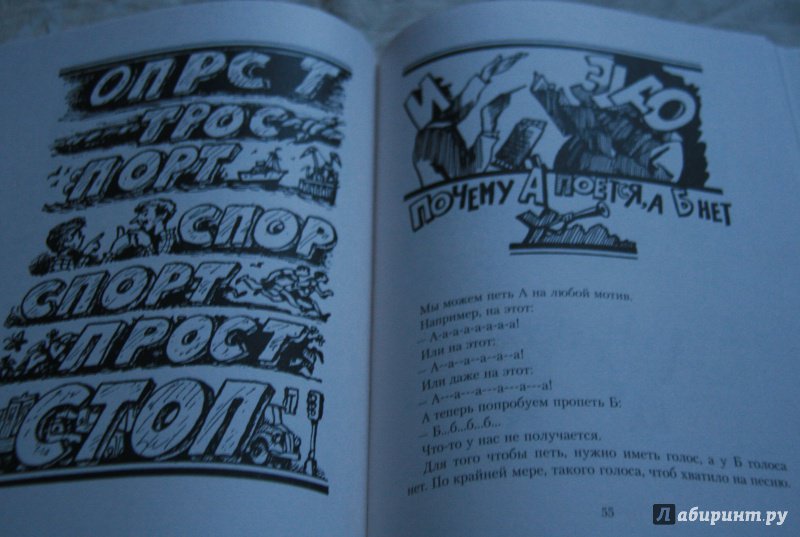 ОПРС Т
ТРОС
ПОРТ
СПОР
СПОРТ
ПРОСТ
СТОП
ПОЧЕМУ А ПОЕТСЯ, А Б НЕТ
Мы можем петь А на любой мотив.
Например, на этот:
– А-а-а-а-а-а-а!
Или на этот:
– А--а--а--а--а!
Или даже на этот:
– А---а---а---а---а!
А теперь попробуем пропеть Б:
– Б...б...б...б...
Что-то у нас не получается.
Для того чтобы петь, нужно иметь голос, а у Б голоса
нет. По крайней мере, такого голоса, чтоб хватило на песню.
55
Лабиринт.ру